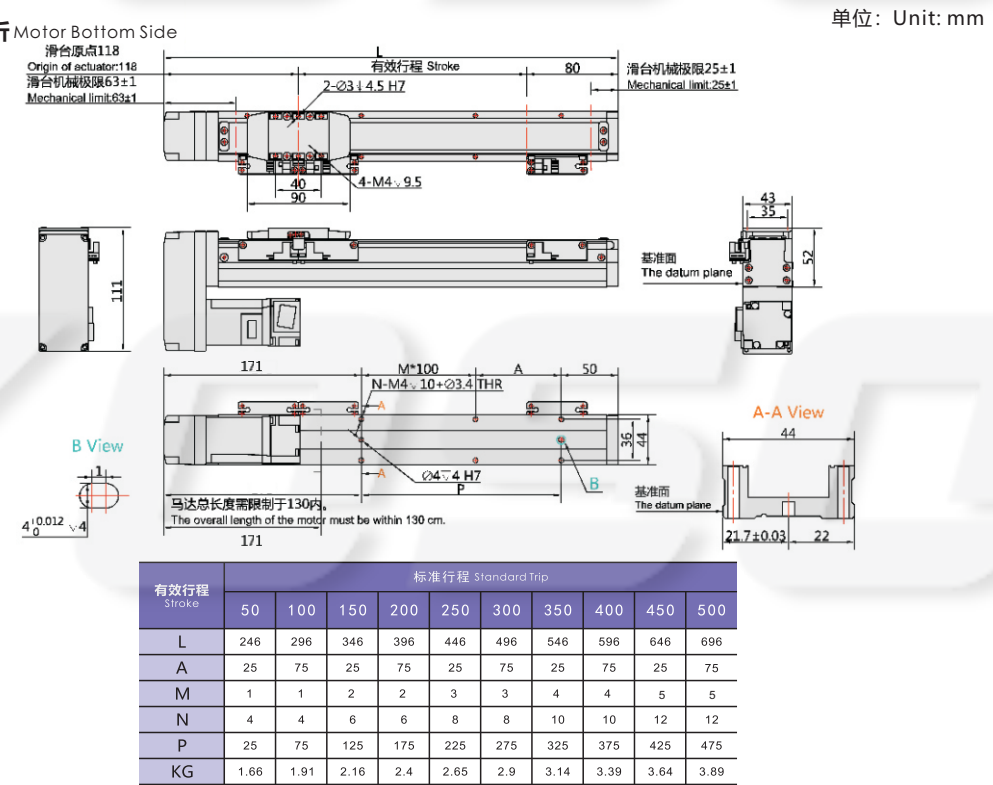 单位：Unit: mm
Motor Bottom Side
滑台原点118
Origin of actuator:118
滑台机械极限63±1
Mechanical limit:63±1
L
有效行程 Stroke
80
滑台机械极限25±1
Mechanical limit:25±1
2-∅3↧4.5 H7
4-M4↘9.5
40
90
43
35
基准面
The datum plane
52
111
171
M*100
A
50
N-M4↘10+∅3.4 THR
A
A
36
44
∅4▽4 H7
P
B
马达总长度需限制于130内。
The overall length of the motor must be within 130 cm.
171
B View
1
4 +0.012 0 ▽4
A-A View
44
基准面
The datum plane
21.7±0.03
22
有效行程 Stroke
标准行程 Standard Trip
50 100 150 200 250 300 350 400 450 500
L 246 296 346 396 446 496 546 596 646 696
A 25 75 25 75 25 75 25 75 25 75
M 1 1 2 2 3 3 4 4 5 5
N 4 4 6 6 8 8 10 10 12 12
P 25 75 125 175 225 275 325 375 425 475
KG 1.66 1.91 2.16 2.4 2.65 2.9 3.14 3.39 3.64 3.89